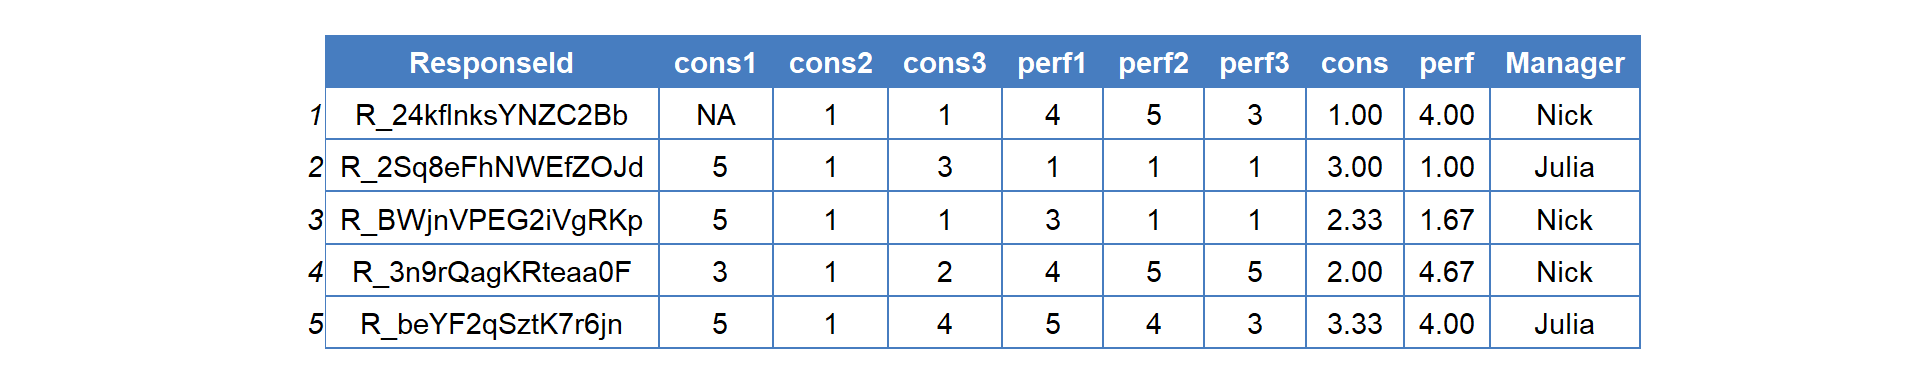 ResponseId cons1 cons2 cons3 perf1 perf2 perf3 cons perf Manager
1 R_24kflnksYNZC2Bb NA 1 1 4 5 3 1.00 4.00 Nick
2 R_2Sq8eFhNWEfZOJd 5 1 3 1 1 1 3.00 1.00 Julia
3 R_BWjnVPEG2iVgRKp 5 1 1 3 1 1 2.33 1.67 Nick
4 R_3n9rQagKRteaa0F 3 1 2 4 5 5 2.00 4.67 Nick
5 R_beYF2qSztK7r6jn 5 1 4 5 4 3 3.33 4.00 Julia